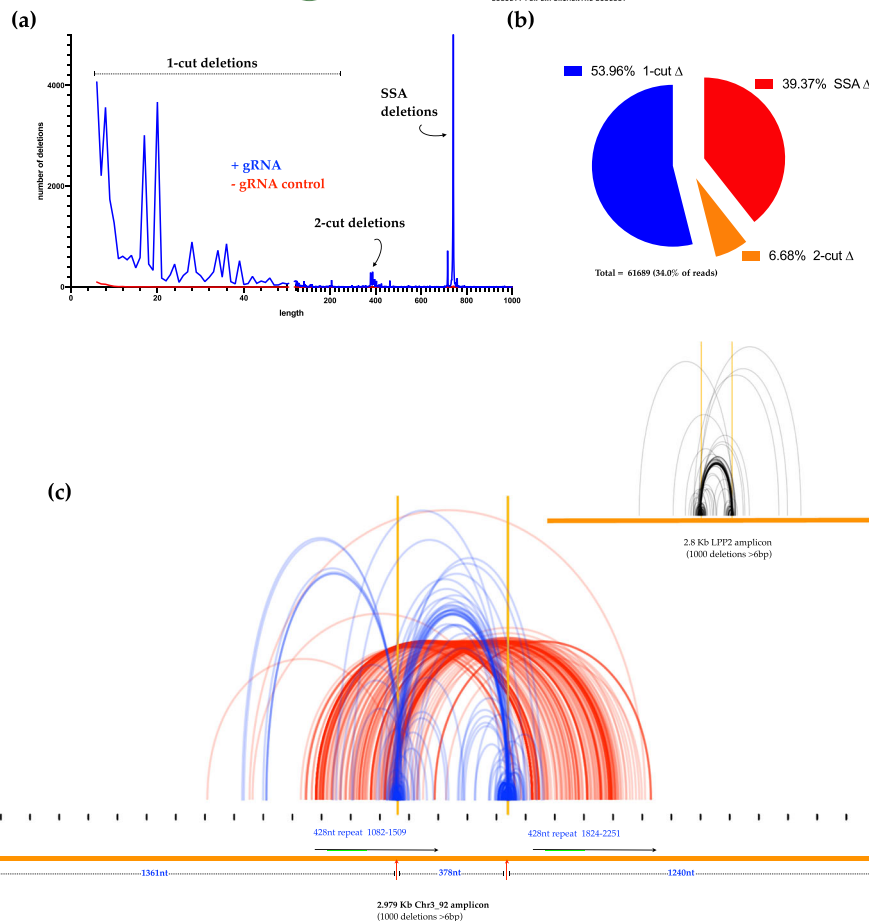 (a)
(b)
1-cut deletions
SSA
deletions
+ gRNA
- gRNA control
2-cut deletions
number of deletions
4000
2000
0
0
20
40
200
400
600
800
1000
length
53.96% 1-cut Δ
39.37% SSA Δ
6.68% 2-cut Δ
Total = 61689 (34.0% of reads)
(c)
2.8 Kb LPP2 amplicon
(1000 deletions >6bp)
428nt repeat 1082-1509
428nt repeat 1824-2251
1361nt
378nt
1240nt
2.979 Kb Chr3_92 amplicon
(1000 deletions >6bp)